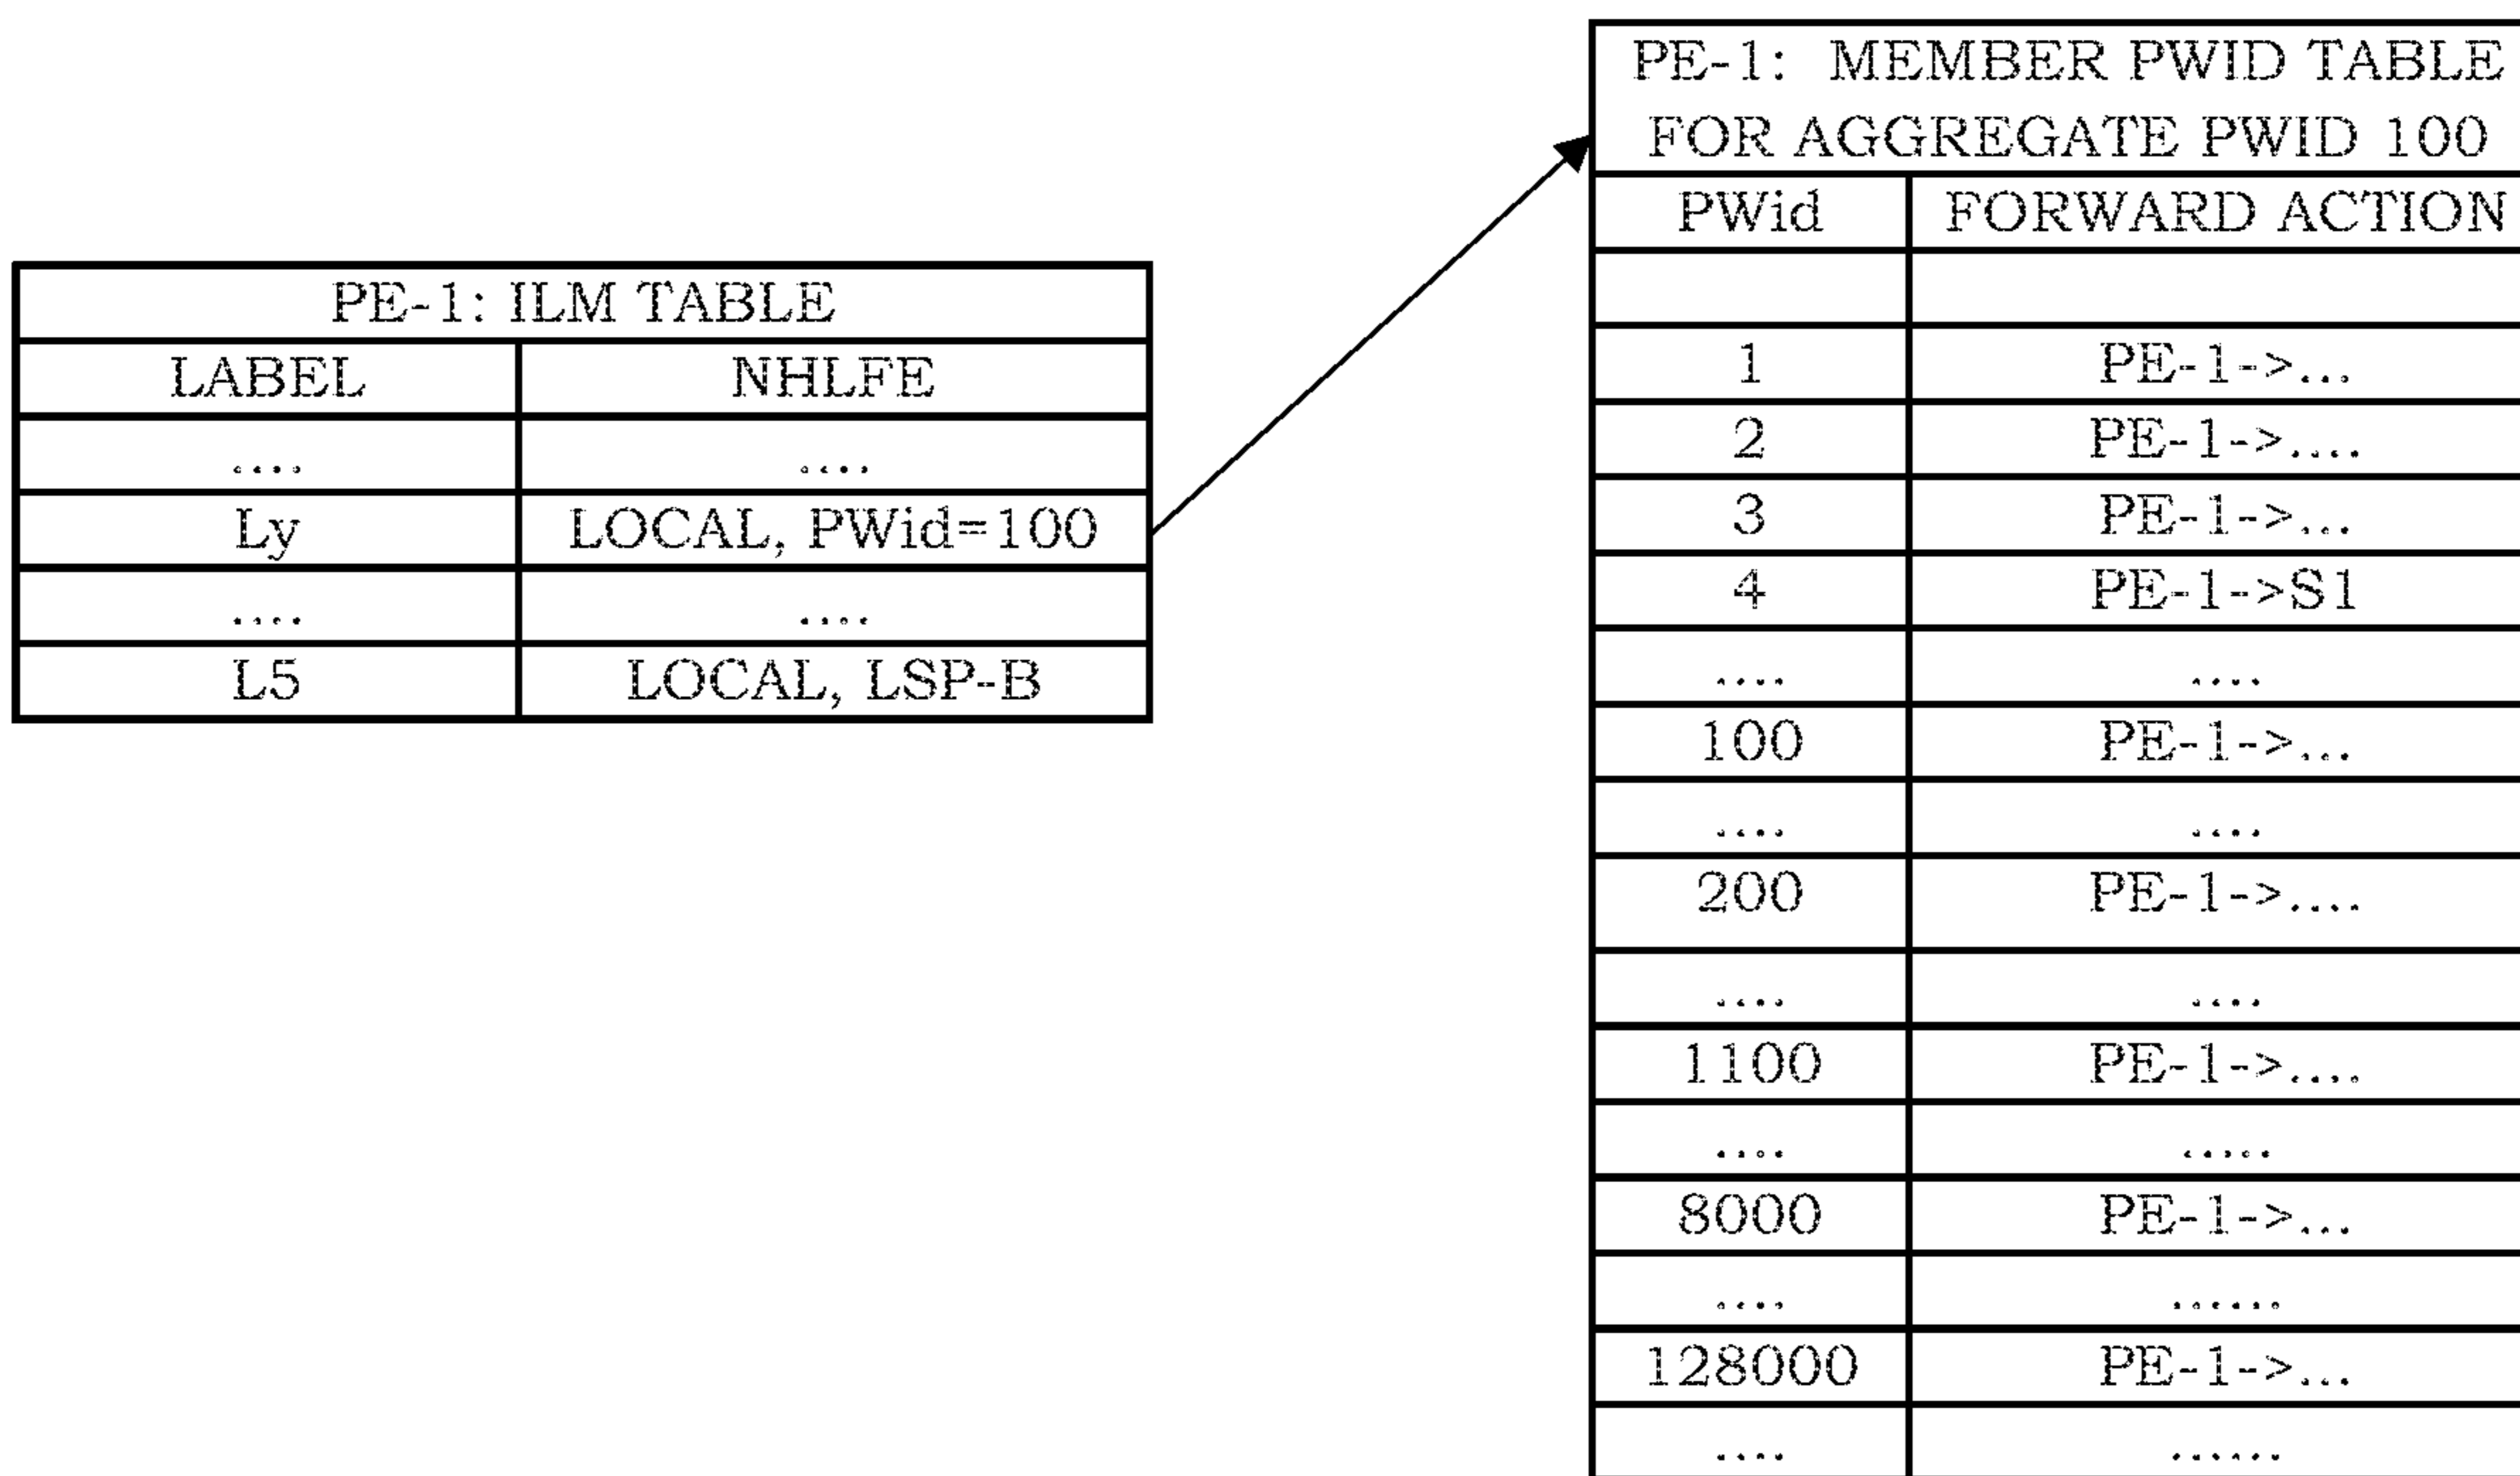 PE-1: ILM TABLE
LABEL NHLFE
.... ....
Ly LOCAL, PWid=100
.... ....
L5 LOCAL, LSP-B
PE-1: MEMBER PWID TABLE
FOR AGGREGATE PWID 100
PWid FORWARD ACTION
1 PE-1->...
2 PE-1->....
3 PE-1->...
4 PE-1->S1
.... ....
100 PE-1->...
.... ....
200 PE-1->....
.... ....
1100 PE-1->....
.... .....
8000 PE-1->...
.... ......
128000 PE-1->...
.... ......